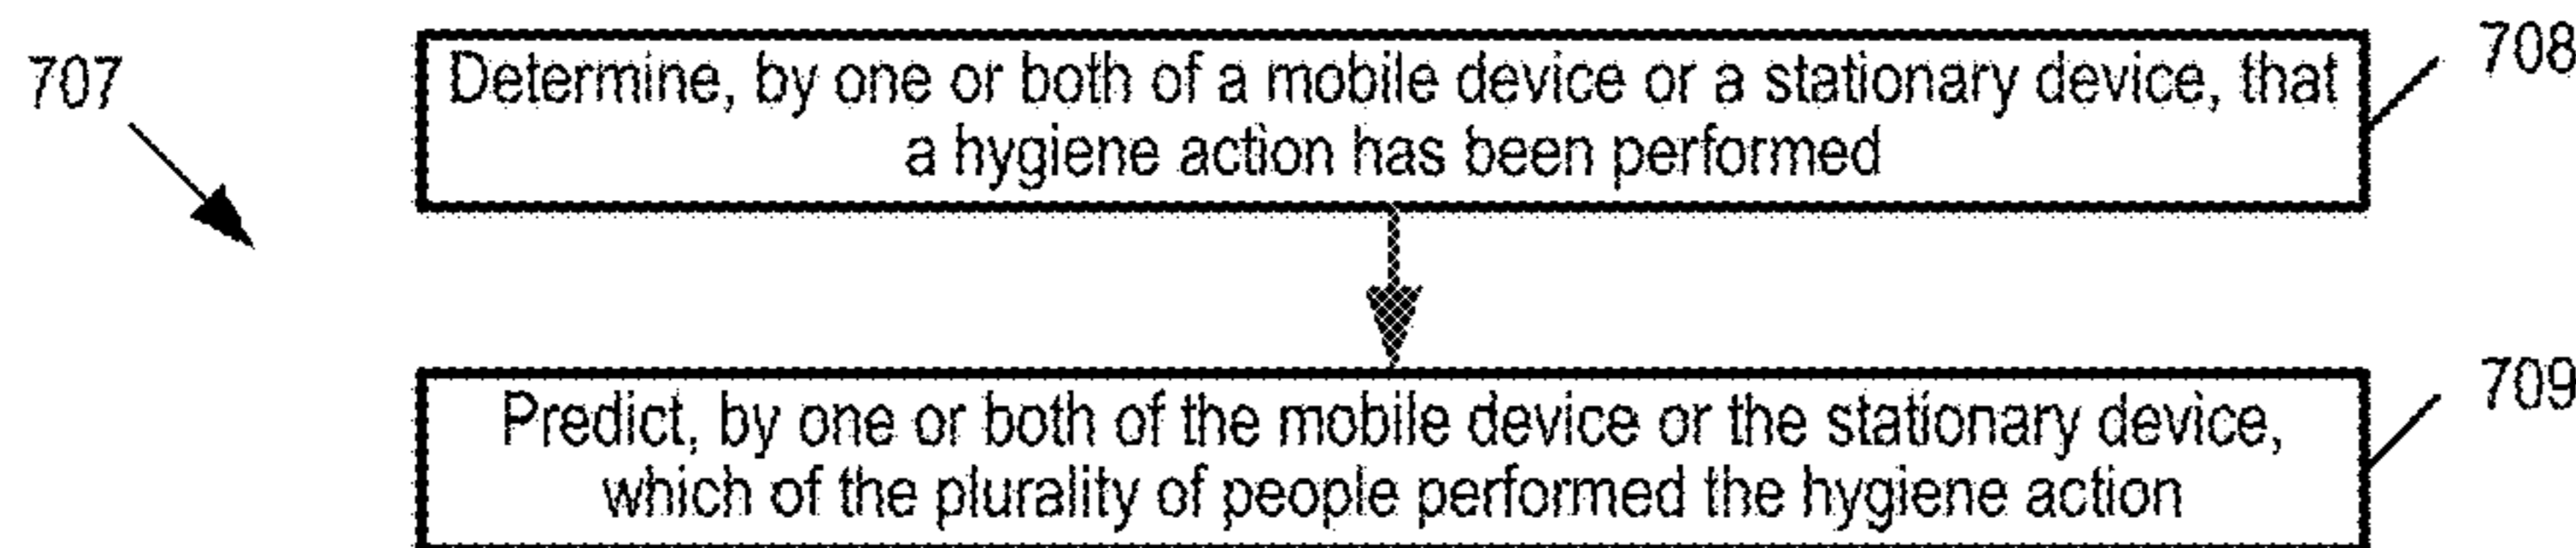 707
708
Determine, by one or both of a mobile device or a stationary device, that
a hygiene action has been performed
709
Predict, by one or both of the mobile device or the stationary device,
which of the plurality of people performed the hygiene action